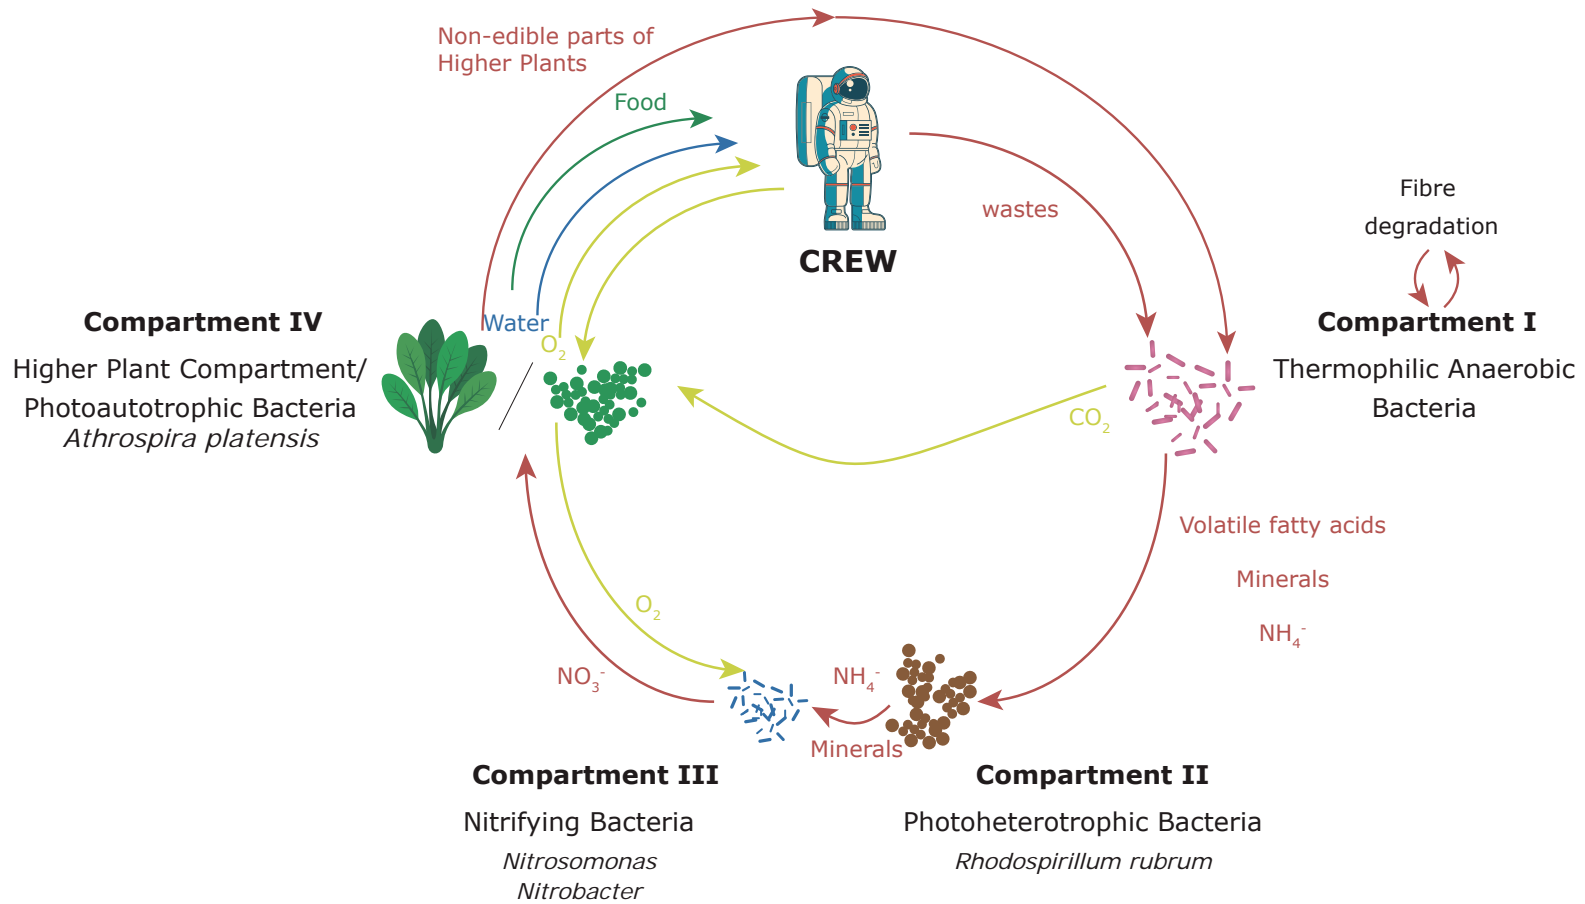 Non-edible parts of
Higher Plants
Food
CREW
wastes
Fibre
degradation
Compartment IV
Higher Plant Compartment/
Photoautotrophic Bacteria
Athrospira platensis
Water
O2
Compartment I
Thermophilic Anaerobic
Bacteria
CO2
Volatile fatty acids
Minerals
NH4-
O2
NO3-
NH4-
Minerals
Compartment III
Nitrifying Bacteria
Nitrosomonas
Nitrobacter
Compartment II
Photoheterotrophic Bacteria
Rhodospirillum rubrum